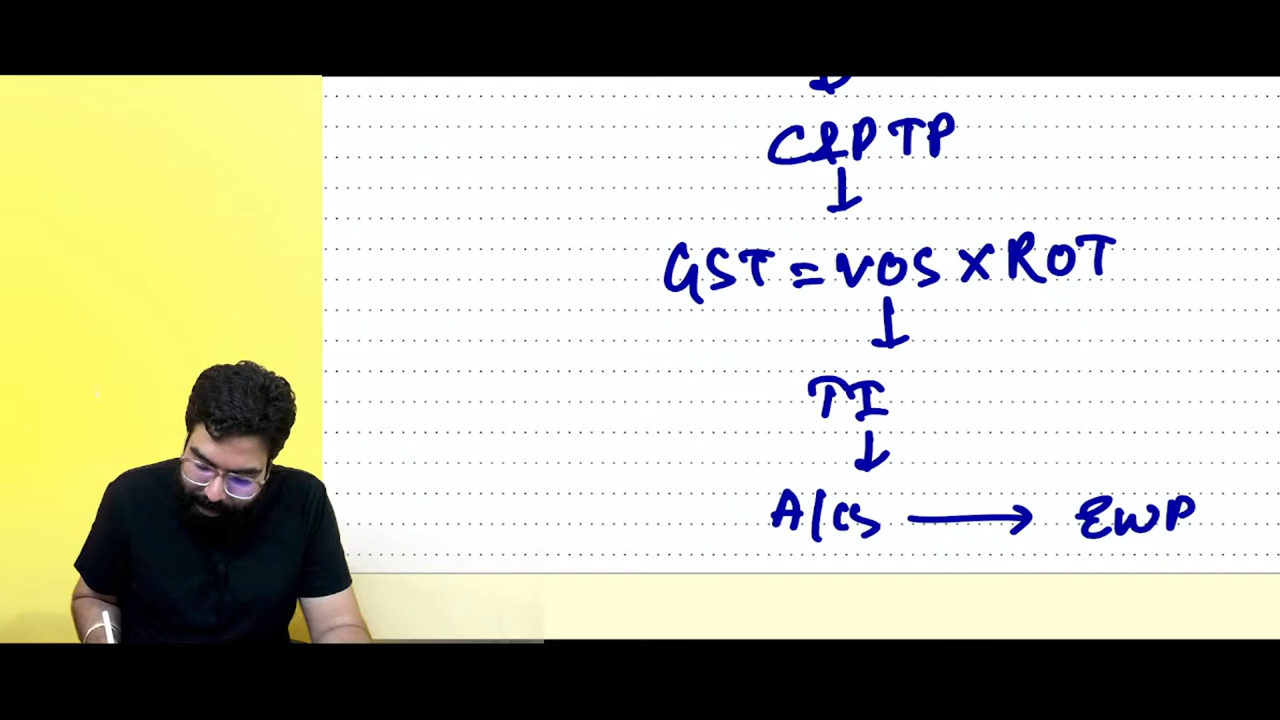 C&P TP
GST = VOS X ROT
TI
A/cs → EWP